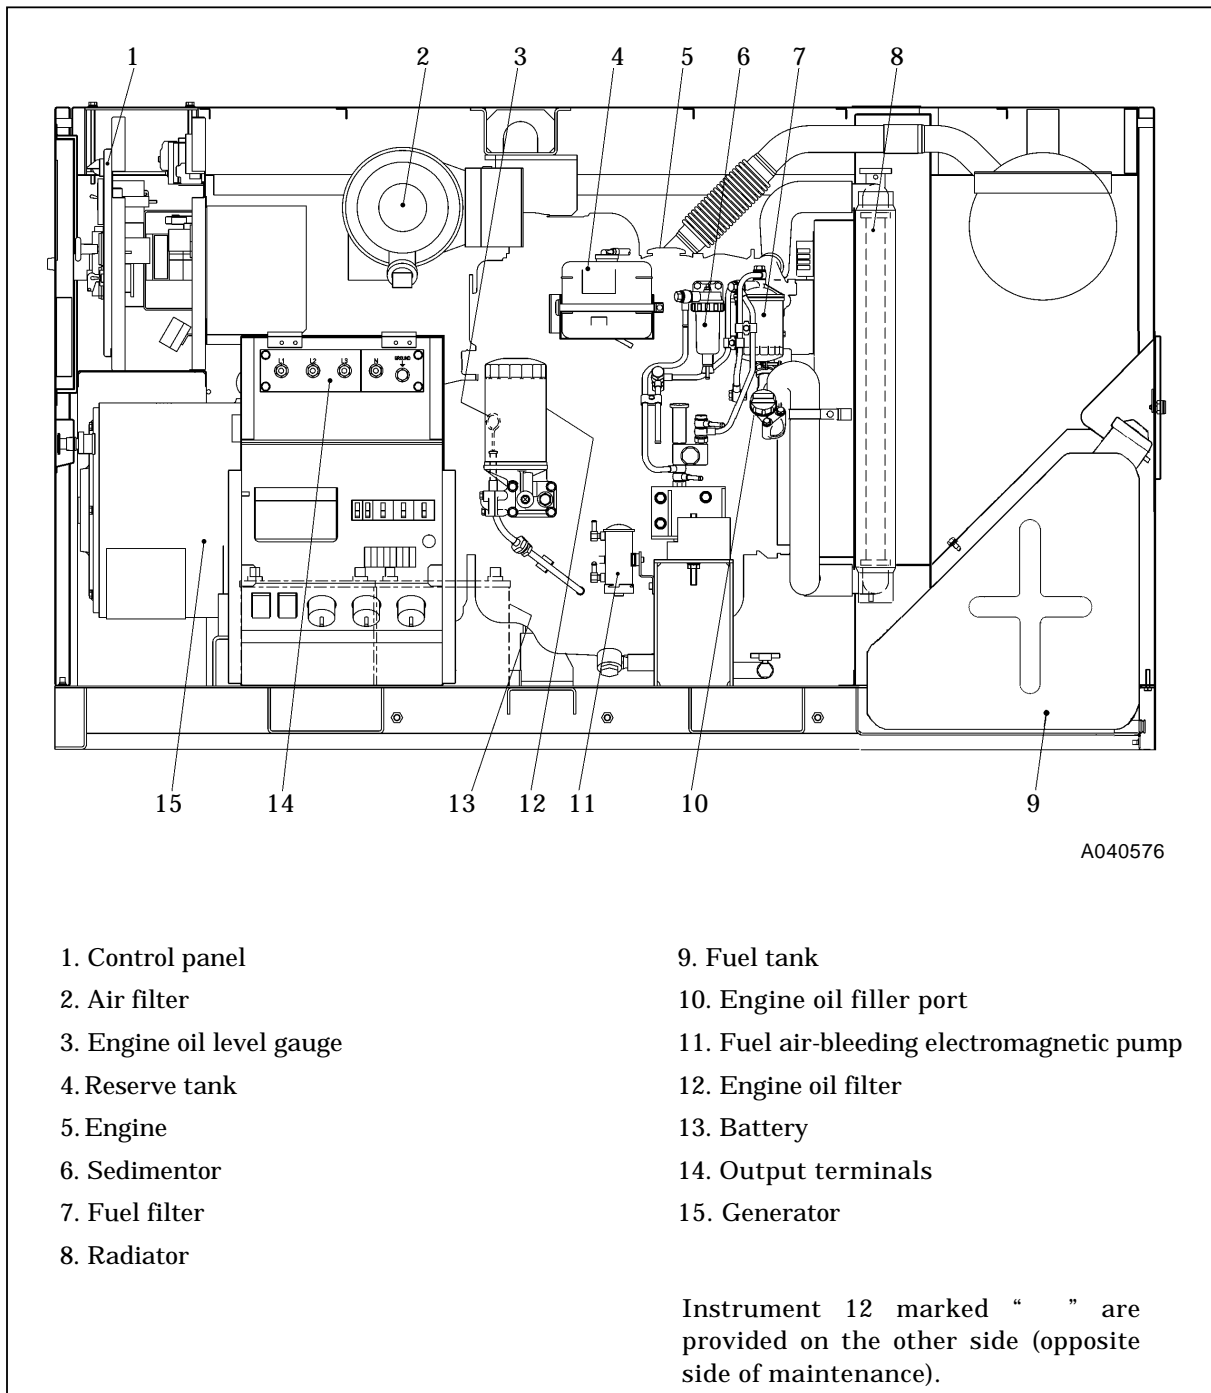 1 2 3 4 5 6 7 8
L1 L2 L3 N GROUND
15 14 13 12 11 10 9
A040576
1. Control panel
2. Air filter
3. Engine oil level gauge
4. Reserve tank
5. Engine
6. Sedimentor
7. Fuel filter
8. Radiator
9. Fuel tank
10. Engine oil filler port
11. Fuel air-bleeding electromagnetic pump
12. Engine oil filter
13. Battery
14. Output terminals
15. Generator
Instrument 12 marked “ ” are
provided on the other side (opposite
side of maintenance).